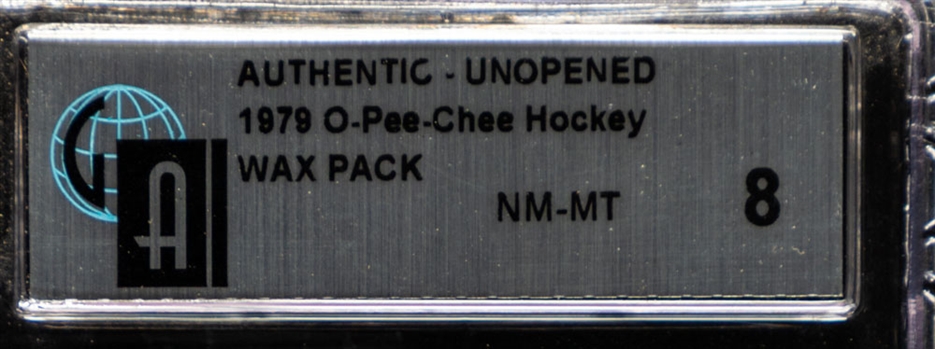 AUTHENTIC - UNOPENED
1979 O-Pee-Chee Hockey
WAX PACK
NM-MT 8